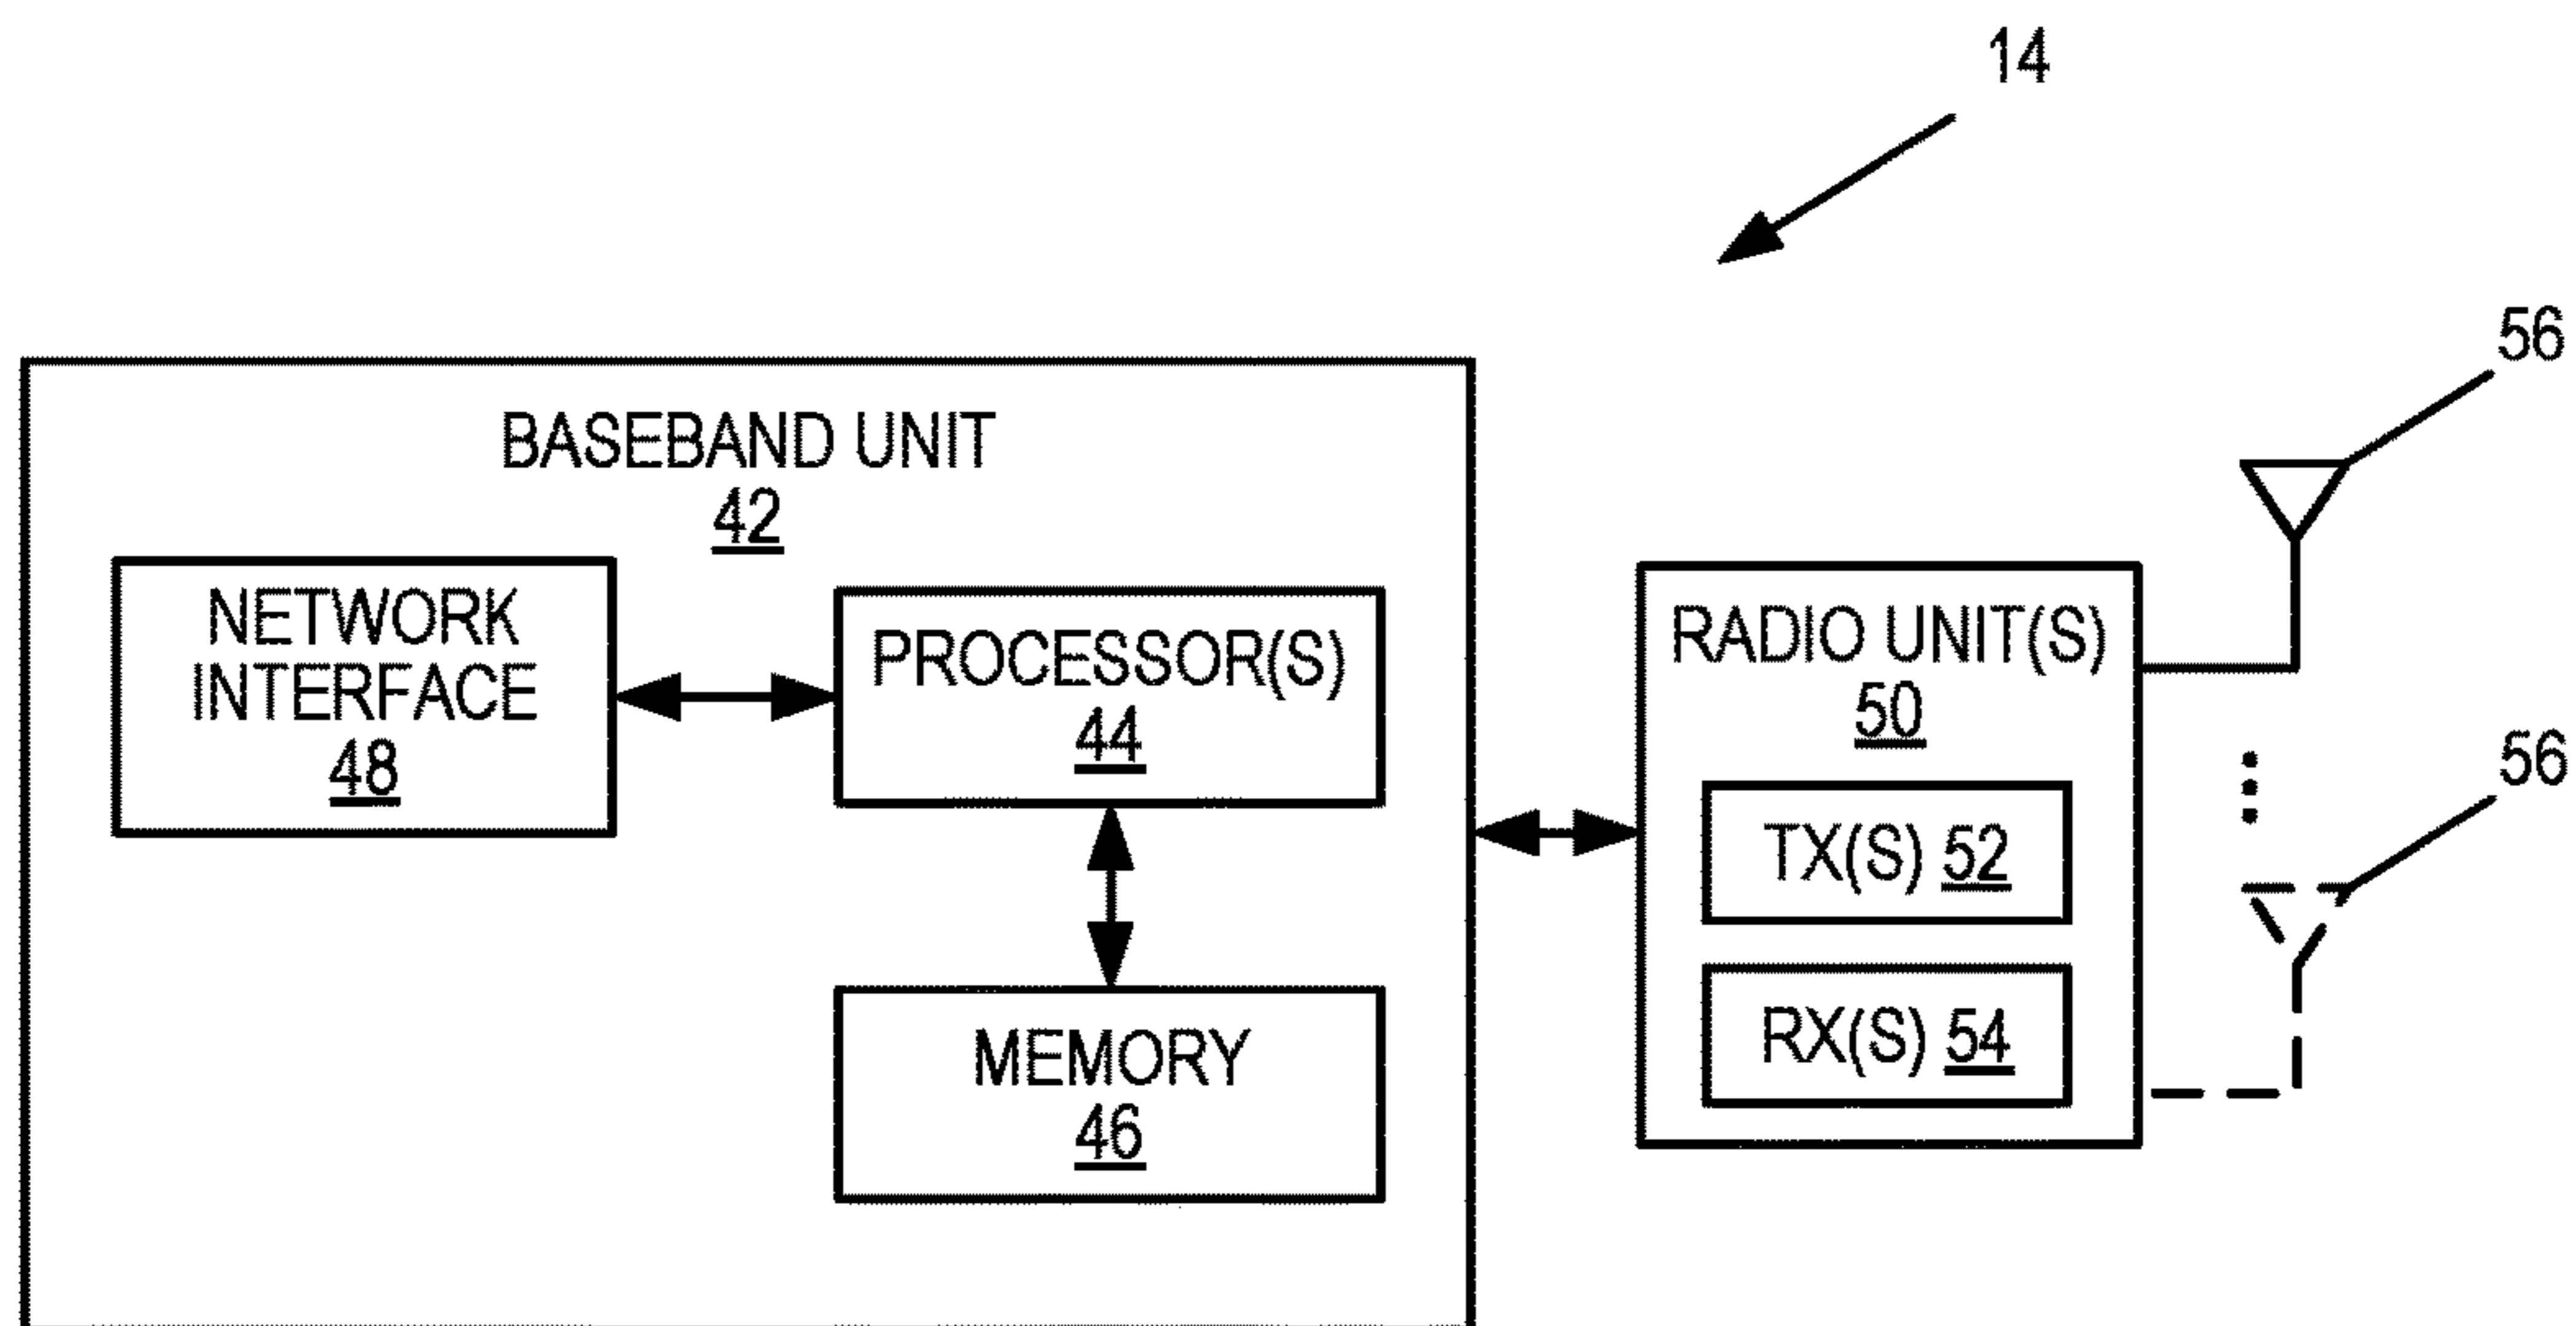 14
56
BASEBAND UNIT
42
NETWORK
INTERFACE
48
PROCESSOR(S)
44
MEMORY
46
RADIO UNIT(S)
50
TX(S) 52
RX(S) 54
56